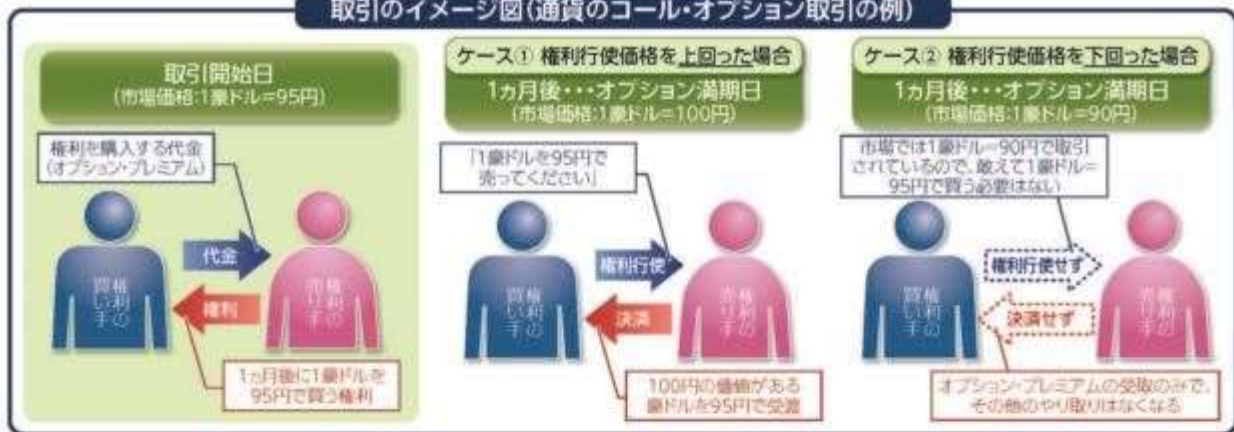 取引のイメージ図(通貨のコール・オプション取引の例)
取引開始日
(市場価格:1豪ドル=95円)
権利を購入する代金
(オプション・プレミアム)
代金
権利
権利の
買い手
権利の
売り手
1ヵ月後に1豪ドルを
95円で買う権利
ケース① 権利行使価格を上回った場合
1ヵ月後・・・オプション満期日
(市場価格:1豪ドル=100円)
「1豪ドルを95円で
売ってください」
権利行使
決済
権利の
買い手
権利の
売り手
100円の価値がある
豪ドルを95円で受渡
ケース② 権利行使価格を下回った場合
1ヵ月後・・・オプション満期日
(市場価格:1豪ドル=90円)
市場では1豪ドル=90円で取引
されているので、敢えて1豪ドル=
95円で買う必要はない
権利行使せず
決済せず
権利の
買い手
権利の
売り手
オプション・プレミアムの受取のみで、
その他のやり取りはなくなる